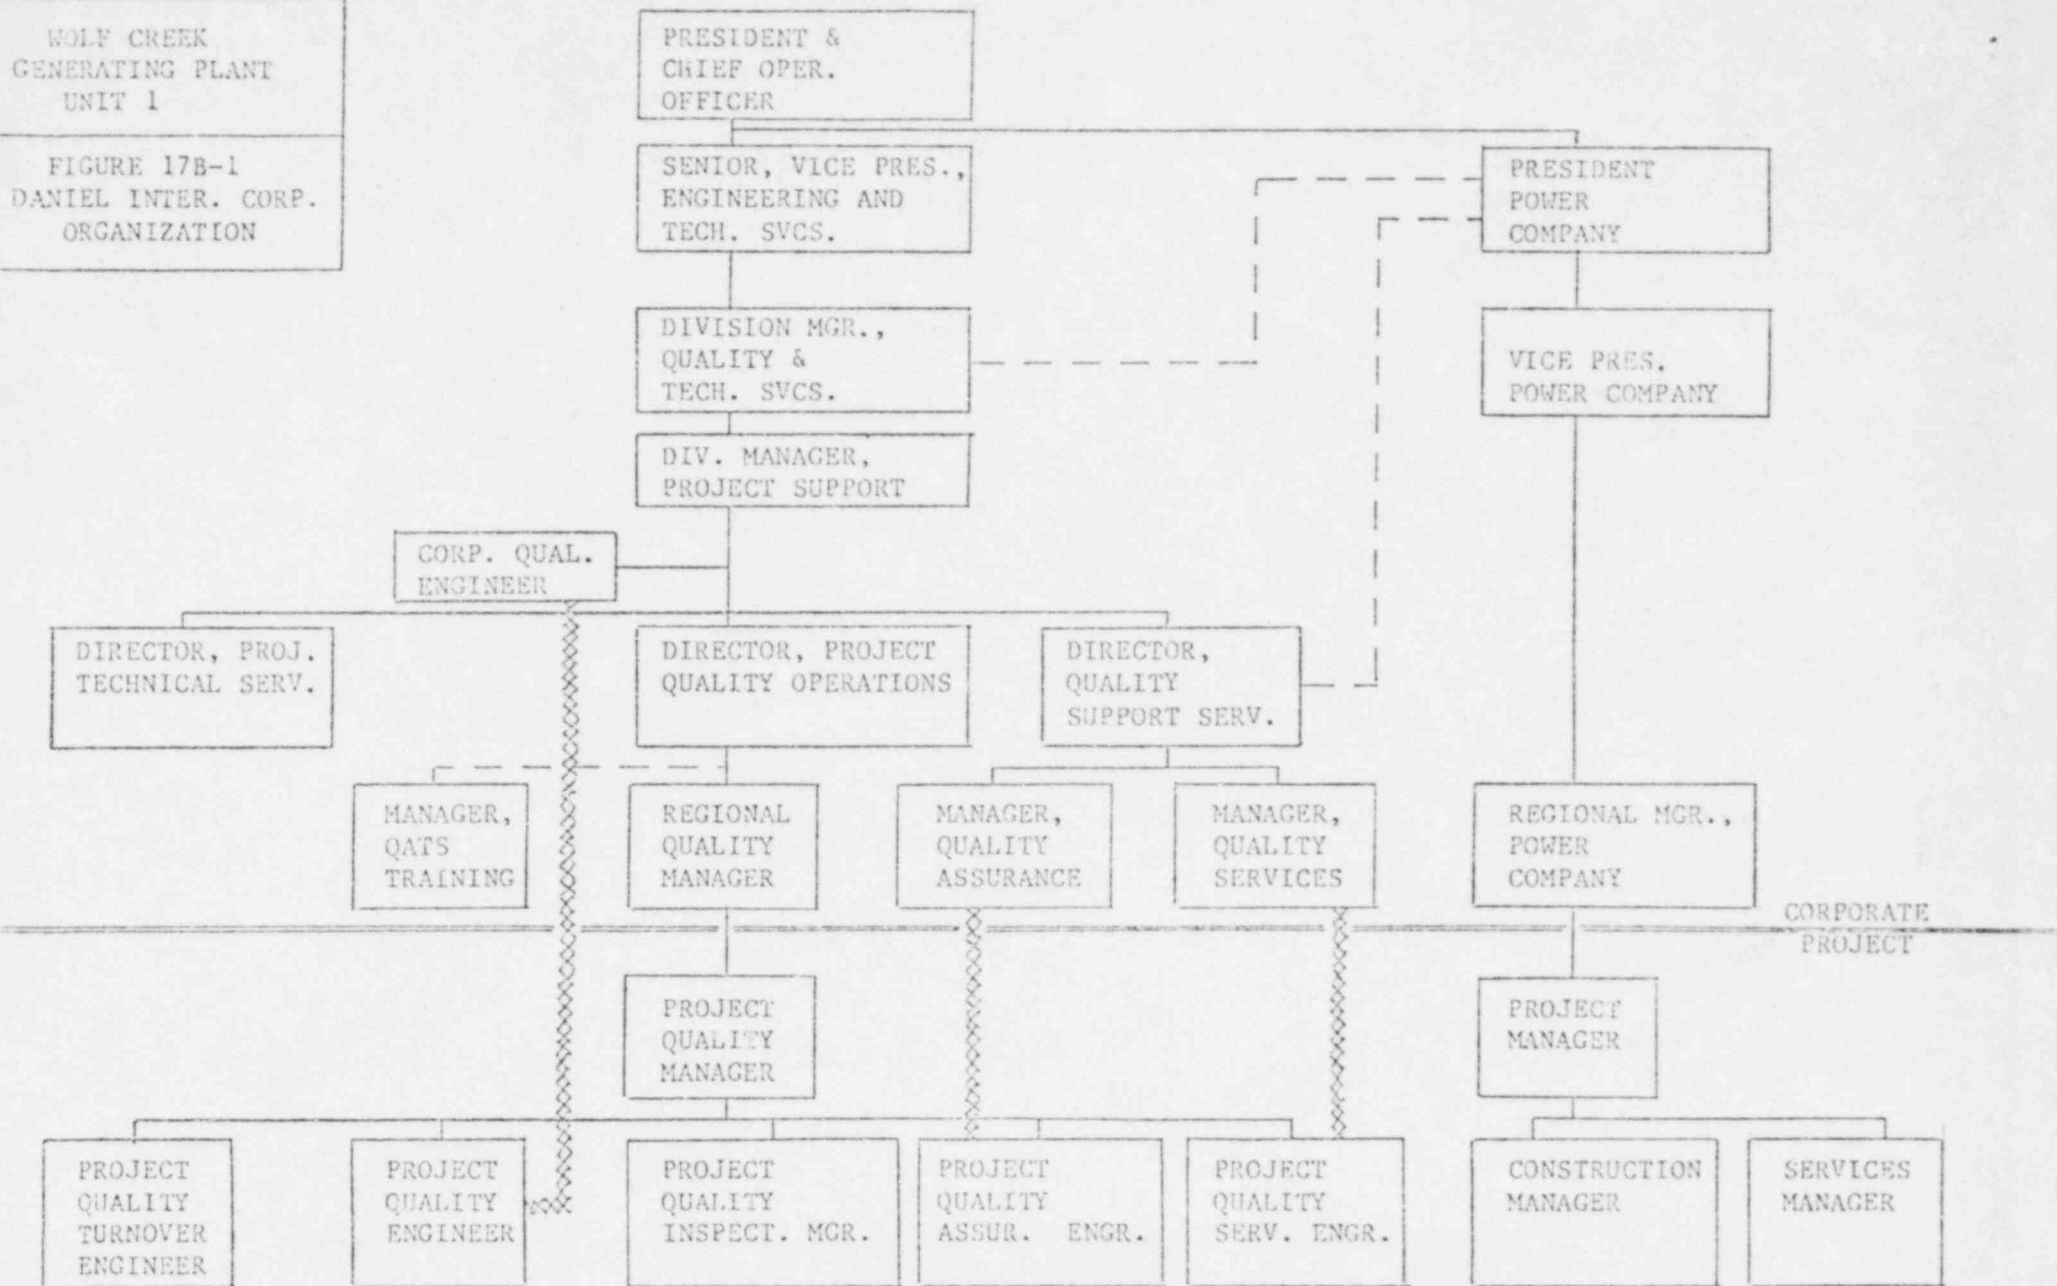 WOLF CREEK
GENERATING PLANT
UNIT 1
FIGURE 17B-1
DANIEL INTER. CORP.
ORGANIZATION
PRESIDENT &
CHIEF OPER.
OFFICER
SENIOR, VICE PRES.,
ENGINEERING AND
TECH. SVCS.
PRESIDENT
POWER
COMPANY
DIVISION MGR.,
QUALITY &
TECH. SVCS.
VICE PRES.
POWER COMPANY
DIV. MANAGER,
PROJECT SUPPORT
CORP. QUAL.
ENGINEER
DIRECTOR, PROJ.
TECHNICAL SERV.
DIRECTOR, PROJECT
QUALITY OPERATIONS
DIRECTOR,
QUALITY
SUPPORT SERV.
MANAGER,
QATS
TRAINING
REGIONAL
QUALITY
MANAGER
MANAGER,
QUALITY
ASSURANCE
MANAGER,
QUALITY
SERVICES
REGIONAL MGR.,
POWER
COMPANY
CORPORATE
PROJECT
PROJECT
QUALITY
MANAGER
PROJECT
MANAGER
PROJECT
QUALITY
TURNOVER
ENGINEER
PROJECT
QUALITY
ENGINEER
PROJECT
QUALITY
INSPECT. MGR.
PROJECT
QUALITY
ASSUR. ENGR.
PROJECT
QUALITY
SERV. ENGR.
CONSTRUCTION
MANAGER
SERVICES
MANAGER